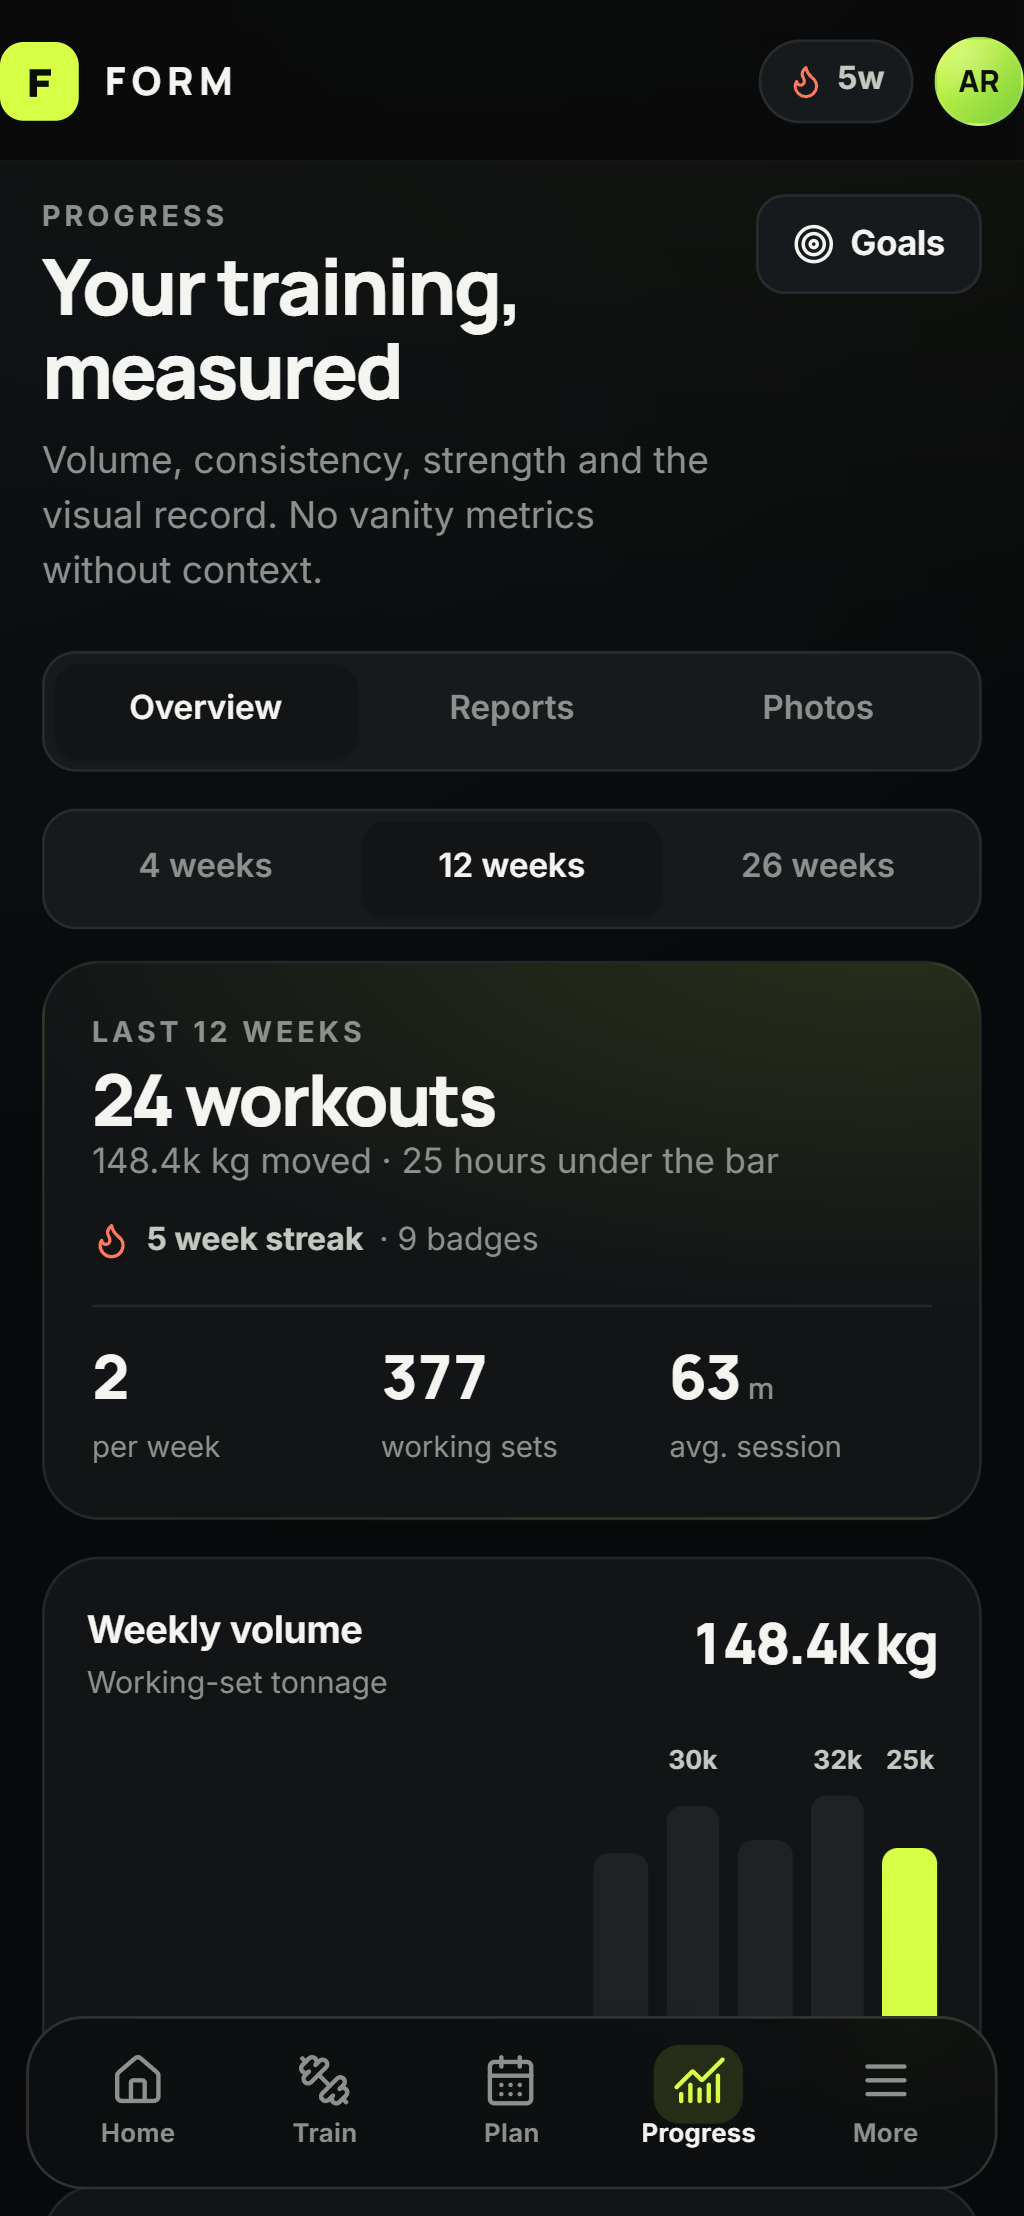 F FORM 5w AR
PROGRESS
Goals
Your training,
measured
Volume, consistency, strength and the
visual record. No vanity metrics
without context.
Overview Reports Photos
4 weeks 12 weeks 26 weeks
LAST 12 WEEKS
24 workouts
148.4k kg moved · 25 hours under the bar
5 week streak · 9 badges
2 377 63 m
per week working sets avg. session
Weekly volume 148.4k kg
Working-set tonnage
30k 32k 25k
Home Train Plan Progress More